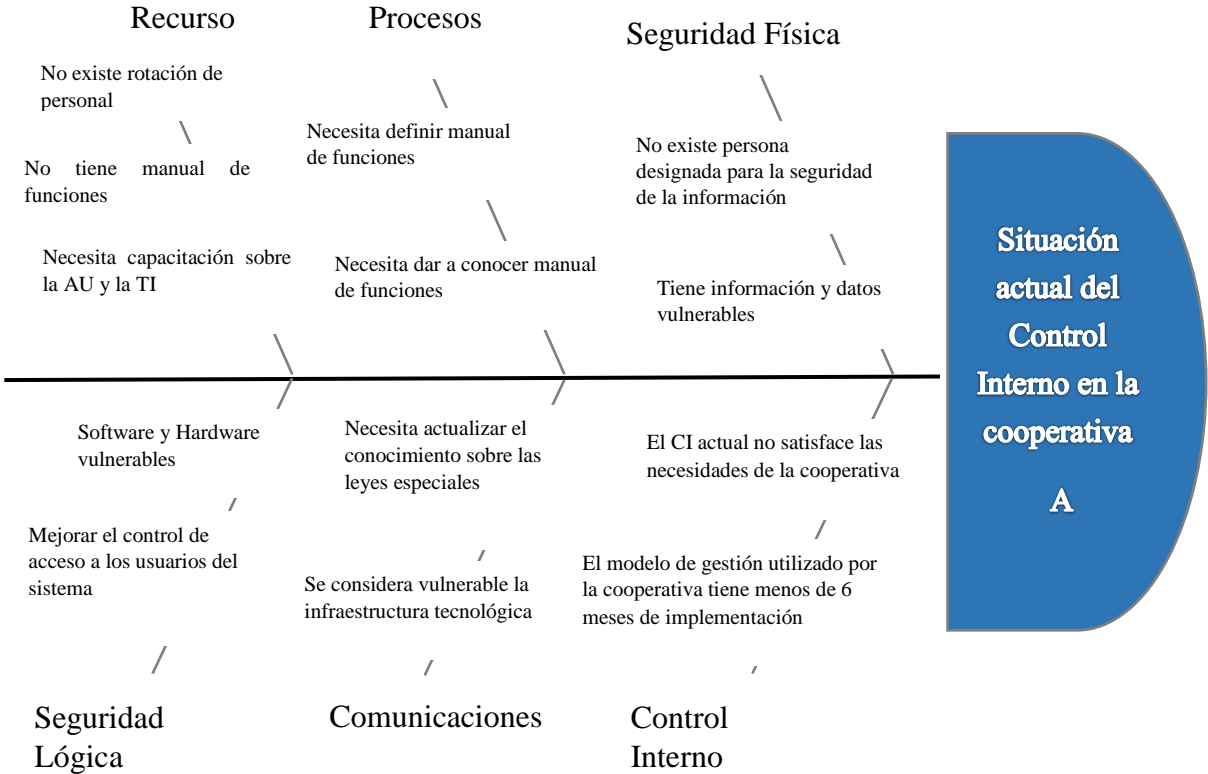 Recurso
Procesos
Seguridad Física
No existe rotación de
personal
No tiene manual de
funciones
Necesita capacitación sobre
la AU y la TI
Necesita definir manual
de funciones
Necesita dar a conocer manual
de funciones
No existe persona
designada para la seguridad
de la información
Tiene información y datos
vulnerables
Situación
actual del
Control
Interno en la
cooperativa
A
Software y Hardware
vulnerables
Mejorar el control de
acceso a los usuarios del
sistema
Necesita actualizar el
conocimiento sobre las
leyes especiales
Se considera vulnerable la
infraestructura tecnológica
El CI actual no satisface las
necesidades de la cooperativa
El modelo de gestión utilizado por
la cooperativa tiene menos de 6
meses de implementación
Seguridad
Lógica
Comunicaciones
Control
Interno